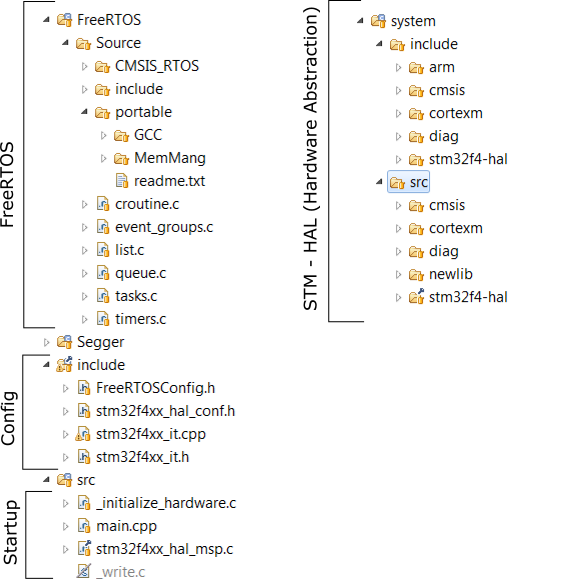 FreeRTOS
FreeRTOS
Source
CMSIS_RTOS
include
portable
GCC
MemMang
readme.txt
croutine.c
event_groups.c
list.c
queue.c
tasks.c
timers.c
Segger
Config
include
FreeRTOSConfig.h
stm32f4xx_hal_conf.h
stm32f4xx_it.cpp
stm32f4xx_it.h
src
Startup
_initialize_hardware.c
main.cpp
stm32f4xx_hal_msp.c
_write.c
STM - HAL (Hardware Abstraction)
system
include
arm
cmsis
cortexm
diag
stm32f4-hal
src
cmsis
cortexm
diag
newlib
stm32f4-hal